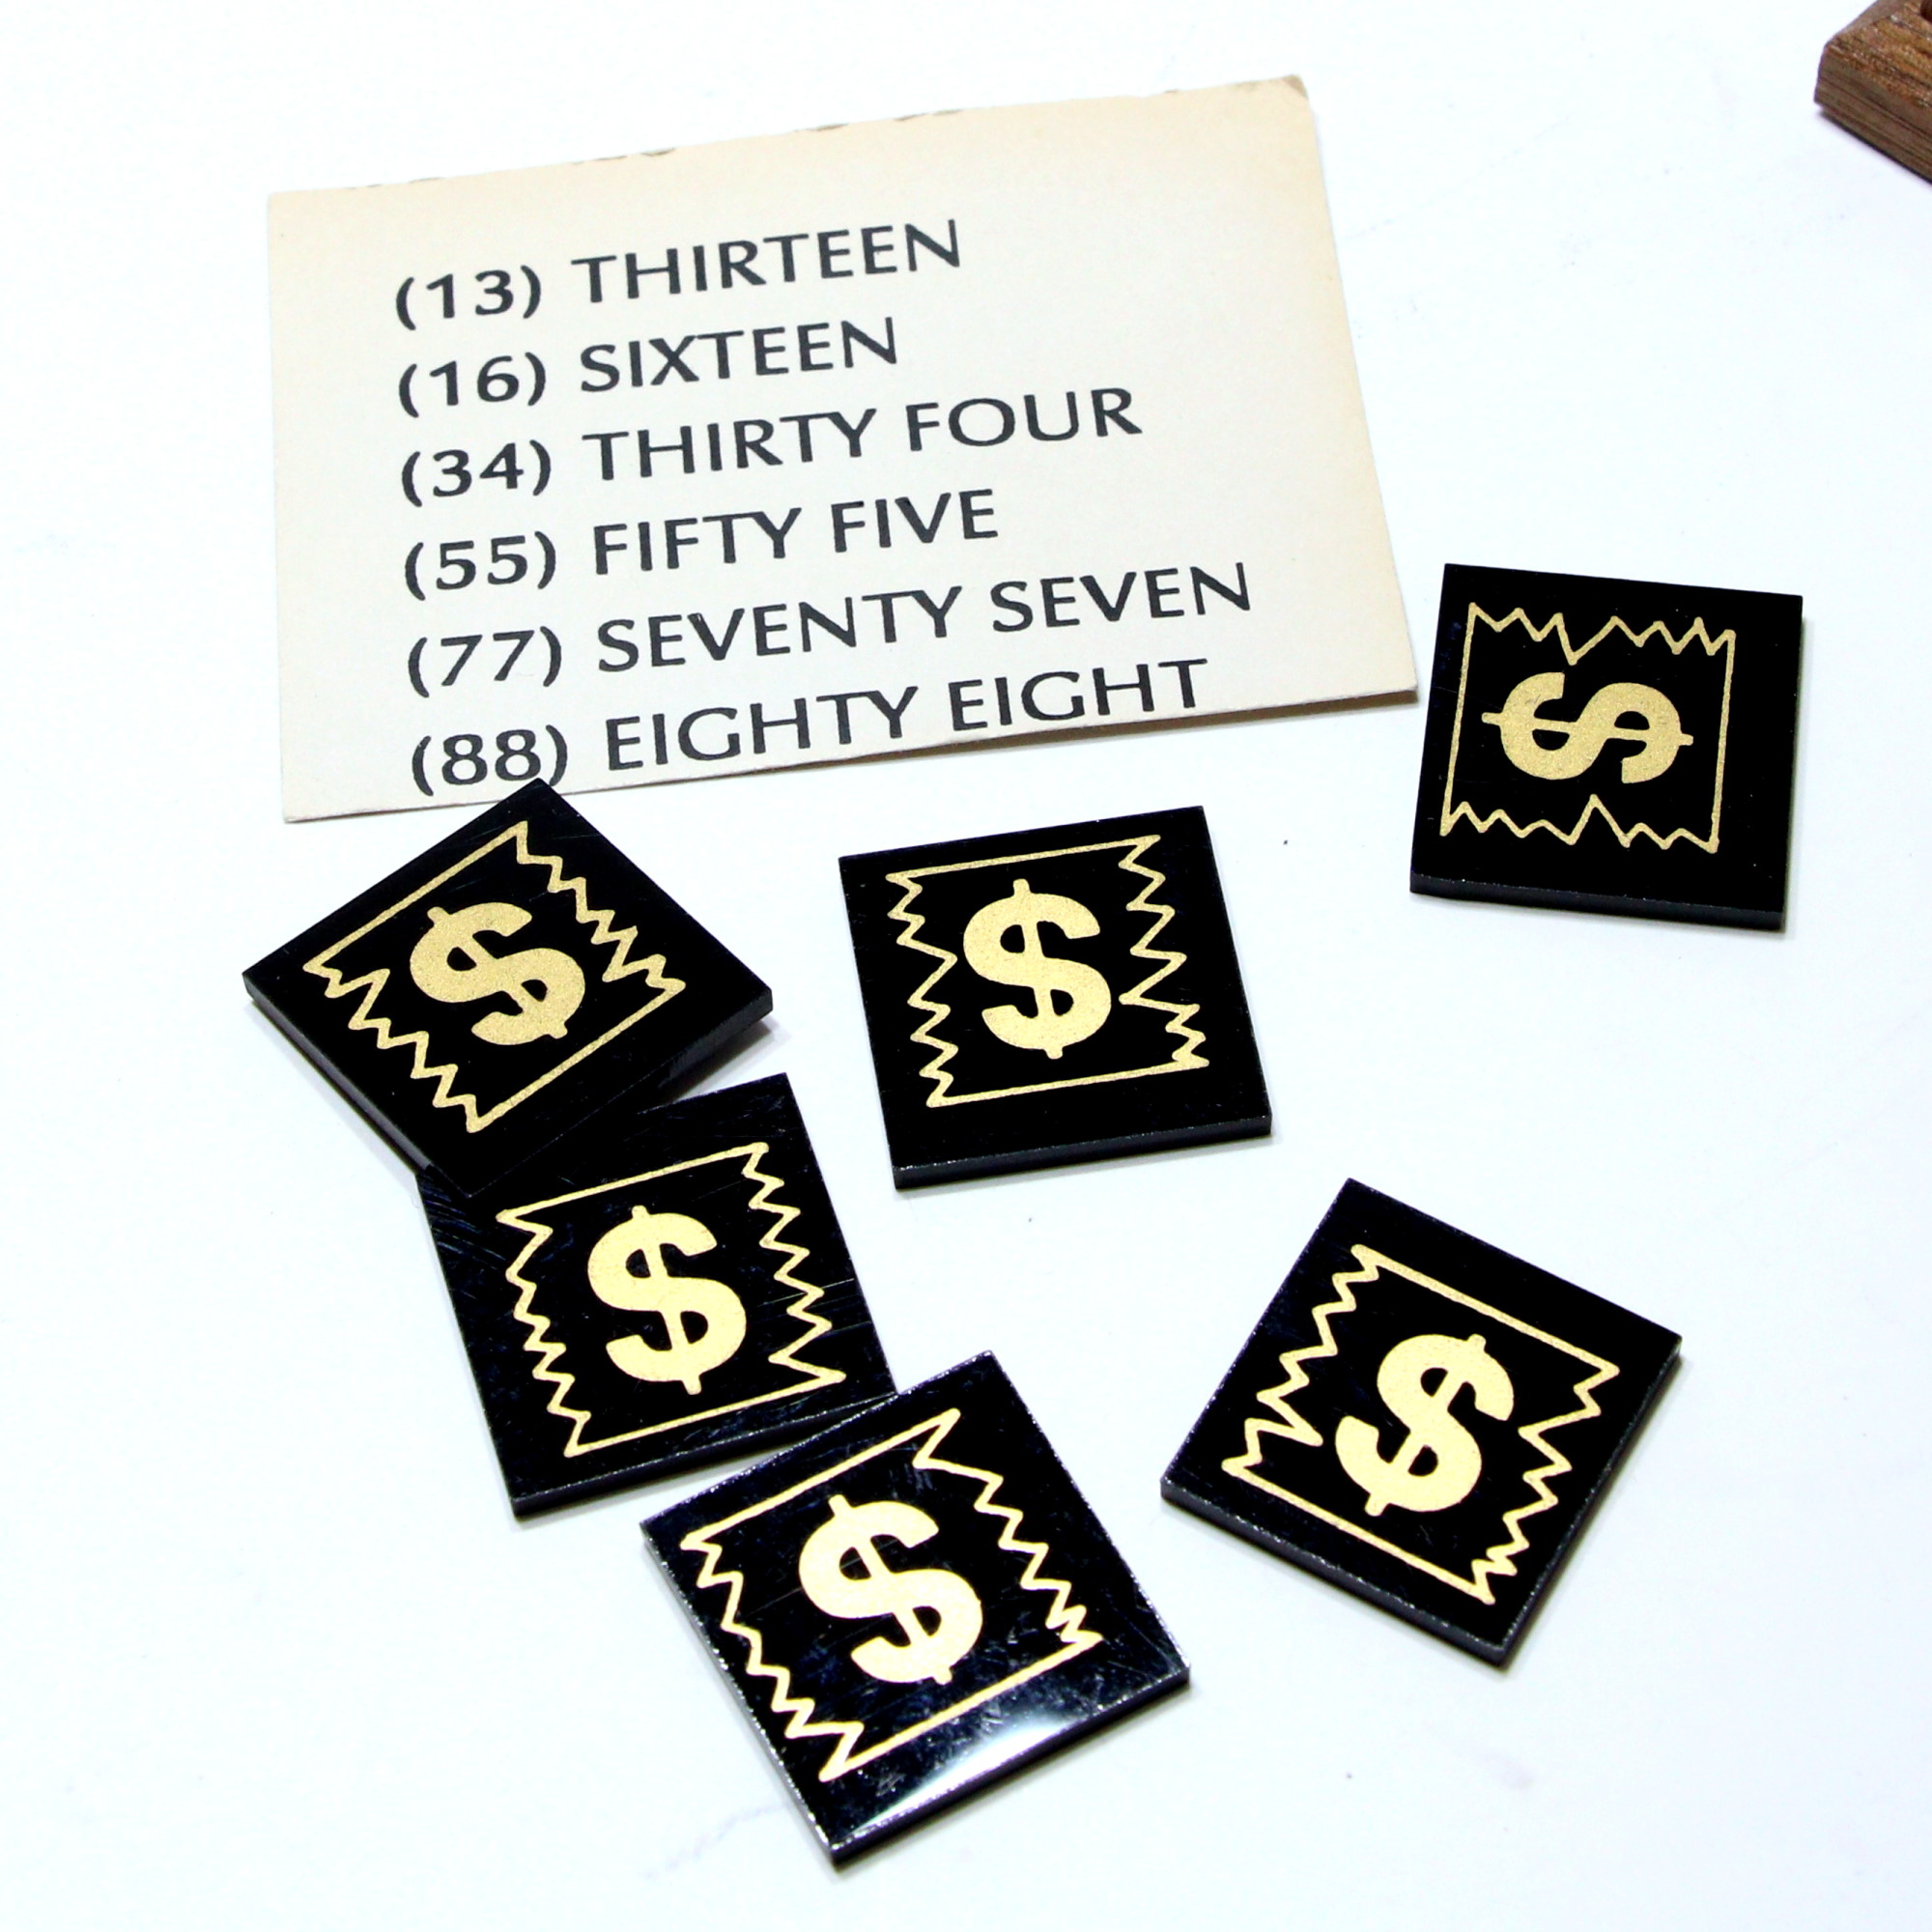 (13) THIRTEEN
(16) SIXTEEN
(34) THIRTY FOUR
(55) FIFTY FIVE
(77) SEVENTY SEVEN
(88) EIGHTY EIGHT
$
$
$
$
$
$